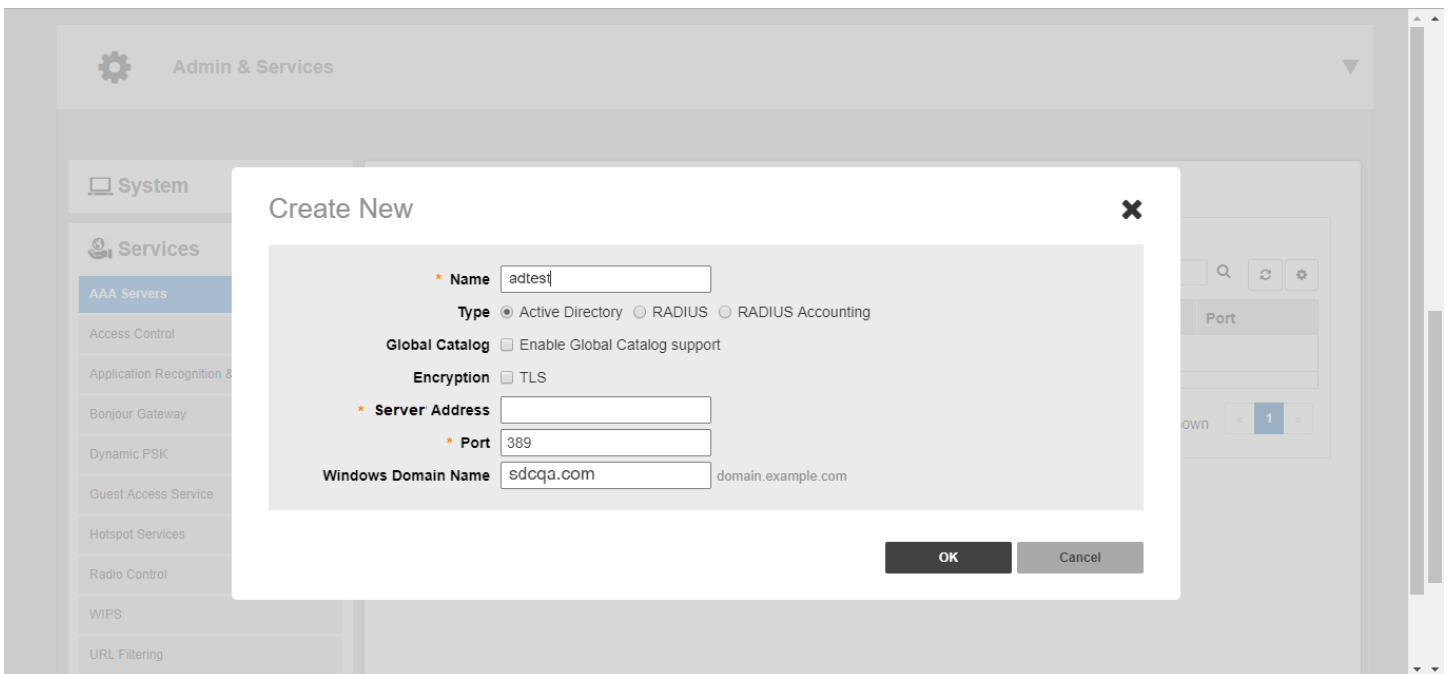 Admin & Services
System
Create New
Services
* Name adtest
AAA Servers
Type Active Directory RADIUS RADIUS Accounting
Port
Access Control
Global Catalog Enable Global Catalog support
Application Recognition &
Encryption TLS
* Server Address
Bonjour Gateway
own « 1 »
* Port 389
Dynamic PSK
Windows Domain Name sdcqa.com domain.example.com
Guest Access Service
Hotspot Services
OK Cancel
Radio Control
WIPS
URL Filtering